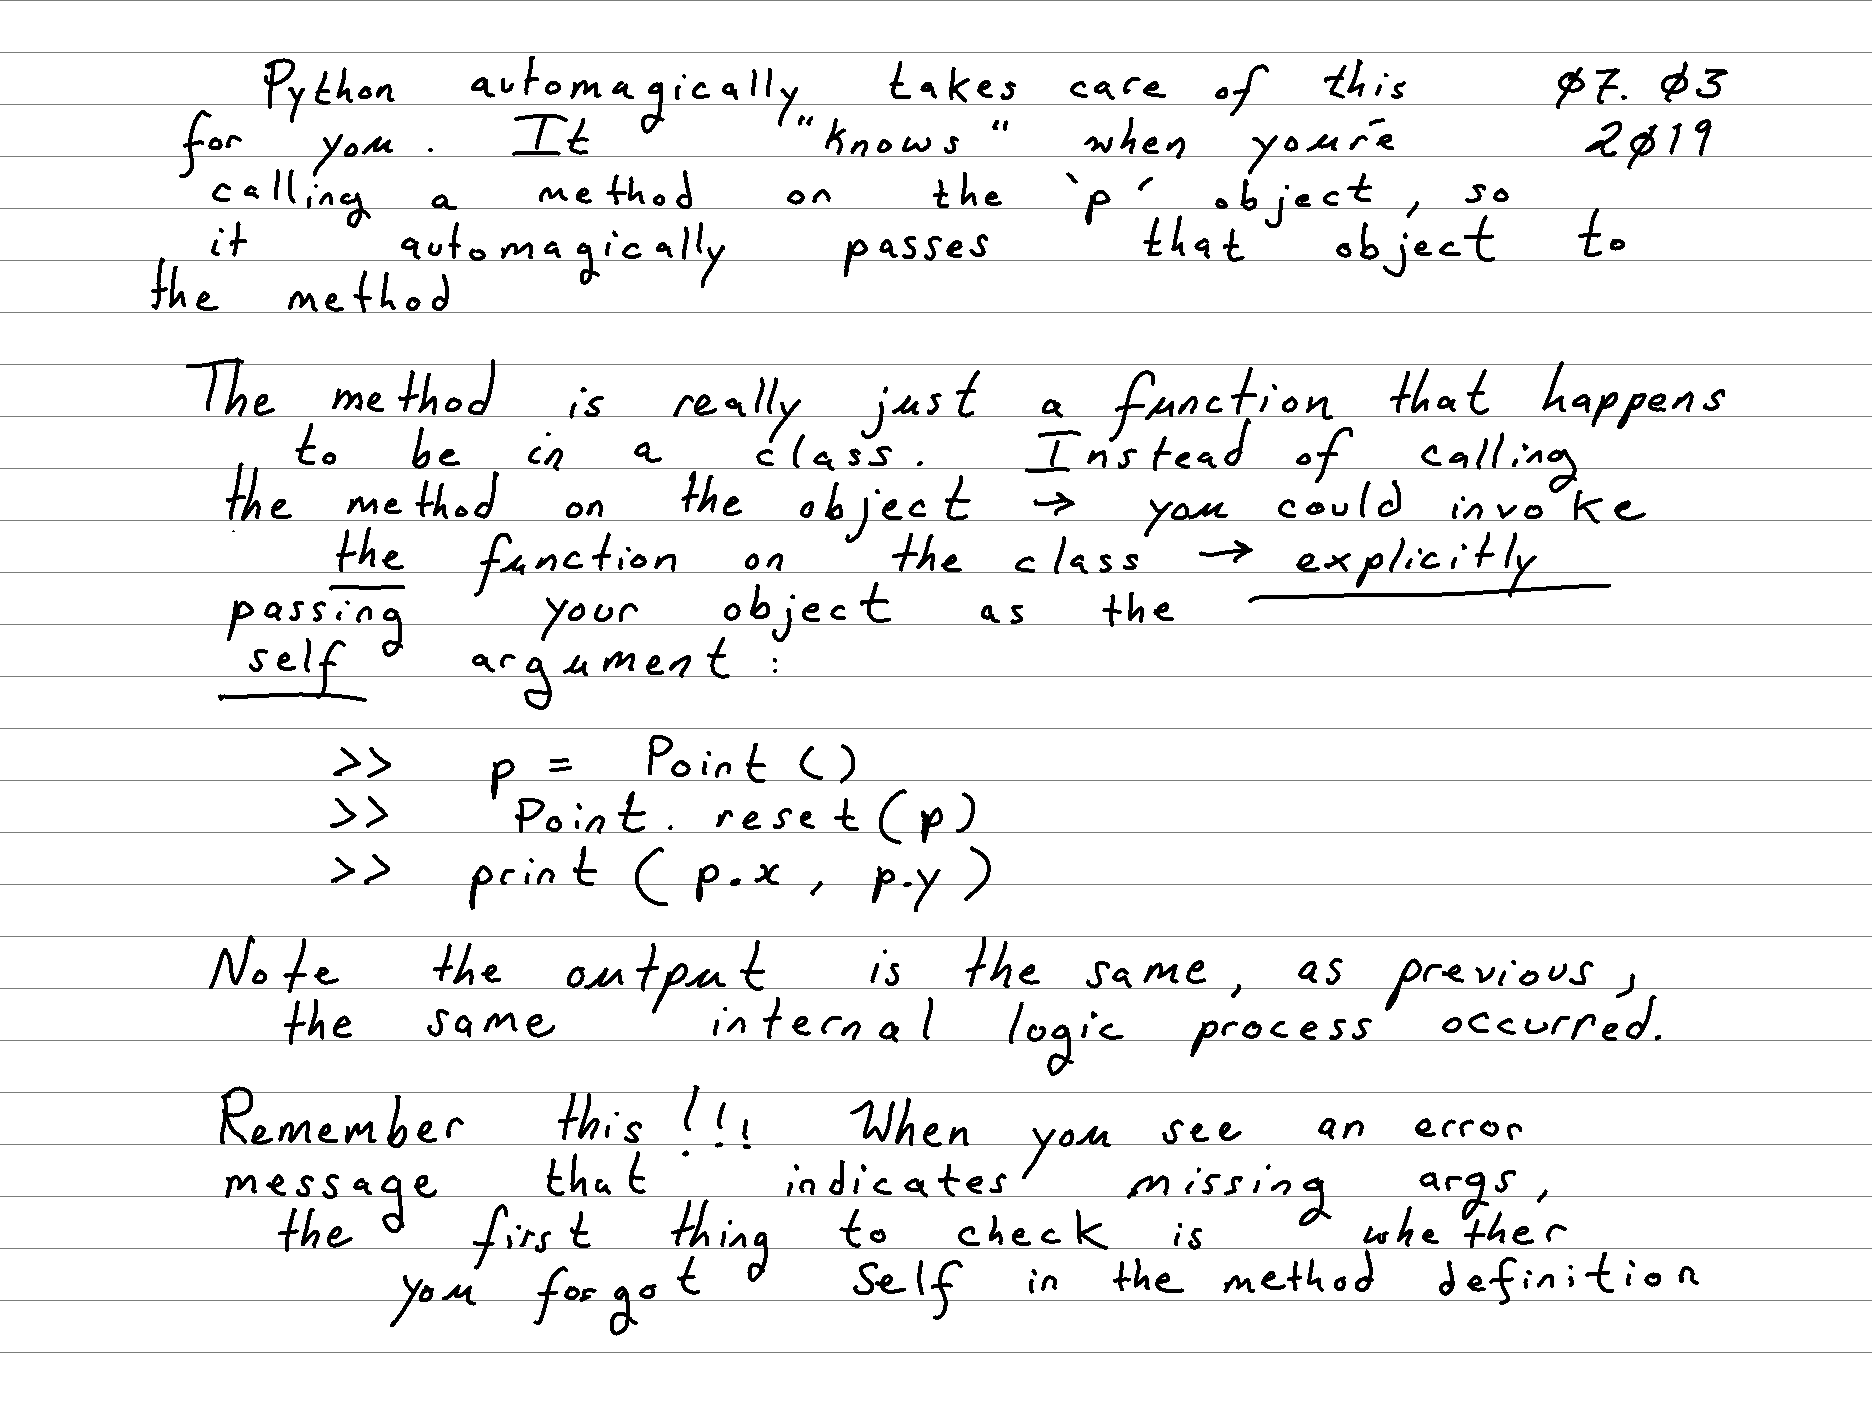 Python automagically takes care of this 07. 03
for you. It "knows" when you're 2019
calling a method on the 'p' object, so
it automagically passes that object to
the method
The method is really just a function that happens
to be in a class. Instead of calling
the method on the object → you could invoke
the function on the class → explicitly
passing your object as the
self argument:
>> p = Point ()
>> Point. reset (p)
>> print ( p.x , p.y )
Note the output is the same, as previous,
the same internal logic process occurred.
Remember this!!! When you see an error
message that indicates missing args,
the first thing to check is whether
you forgot Self in the method definition